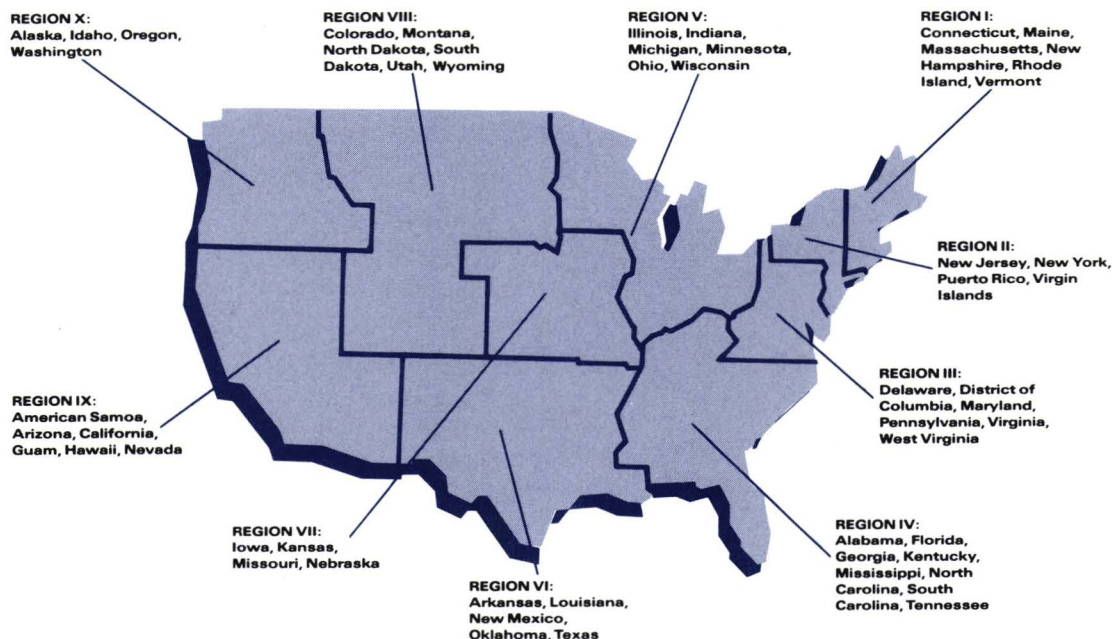 REGION X:
Alaska, Idaho, Oregon,
Washington
REGION VIII:
Colorado, Montana,
North Dakota, South
Dakota, Utah, Wyoming
REGION V:
Illinois, Indiana,
Michigan, Minnesota,
Ohio, Wisconsin
REGION I:
Connecticut, Maine,
Massachusetts, New
Hampshire, Rhode
Island, Vermont
REGION II:
New Jersey, New York,
Puerto Rico, Virgin
Islands
REGION III:
Delaware, District of
Columbia, Maryland,
Pennsylvania, Virginia,
West Virginia
REGION IX:
American Samoa,
Arizona, California,
Guam, Hawaii, Nevada
REGION VII:
Iowa, Kansas,
Missouri, Nebraska
REGION VI:
Arkansas, Louisiana,
New Mexico,
Oklahoma, Texas
REGION IV:
Alabama, Florida,
Georgia, Kentucky,
Mississippi, North
Carolina, South
Carolina, Tennessee